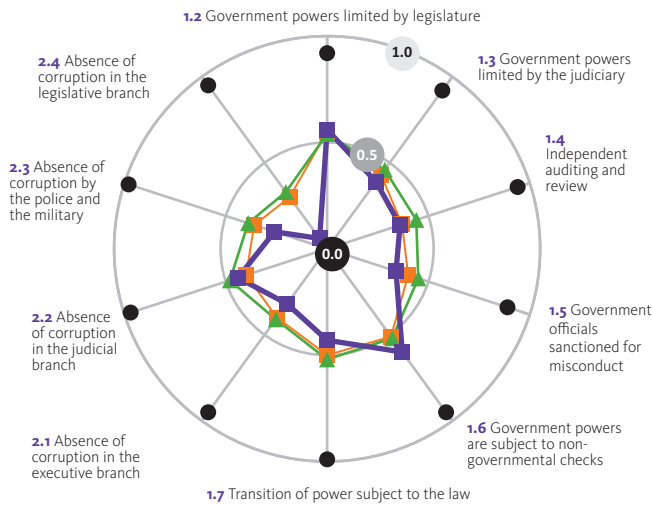 1.2 Government powers limited by legislature
1.0
1.3 Government powers
limited by the judiciary
2.4 Absence of
corruption in the
legislative branch
1.4
Independent
auditing and
review
0.5
2.3 Absence of
corruption by
the police and
the military
0.0
2.2 Absence
of corruption
in the judicial
branch
1.5 Government
officials
sanctioned for
misconduct
2.1 Absence of
corruption in the
executive branch
1.6 Government powers
are subject to non-
governmental checks
1.7 Transition of power subject to the law